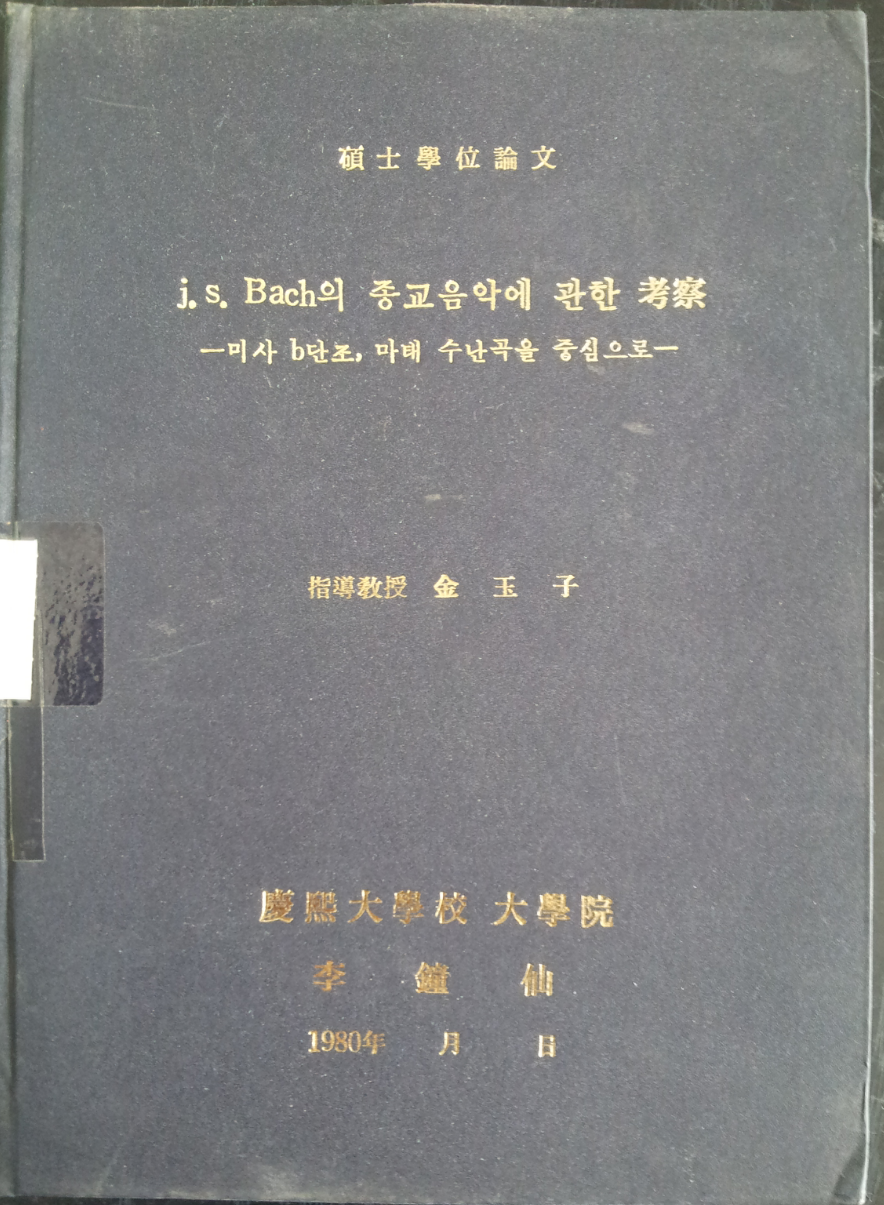 碩士學位論文
j. s. Bach의 종교음악에 관한 考察
—미사 b단조, 마태 수난곡을 중심으로—
指導敎授 金 玉 子
慶熙大學校 大學院
李 鐘 仙
1980年 月 日